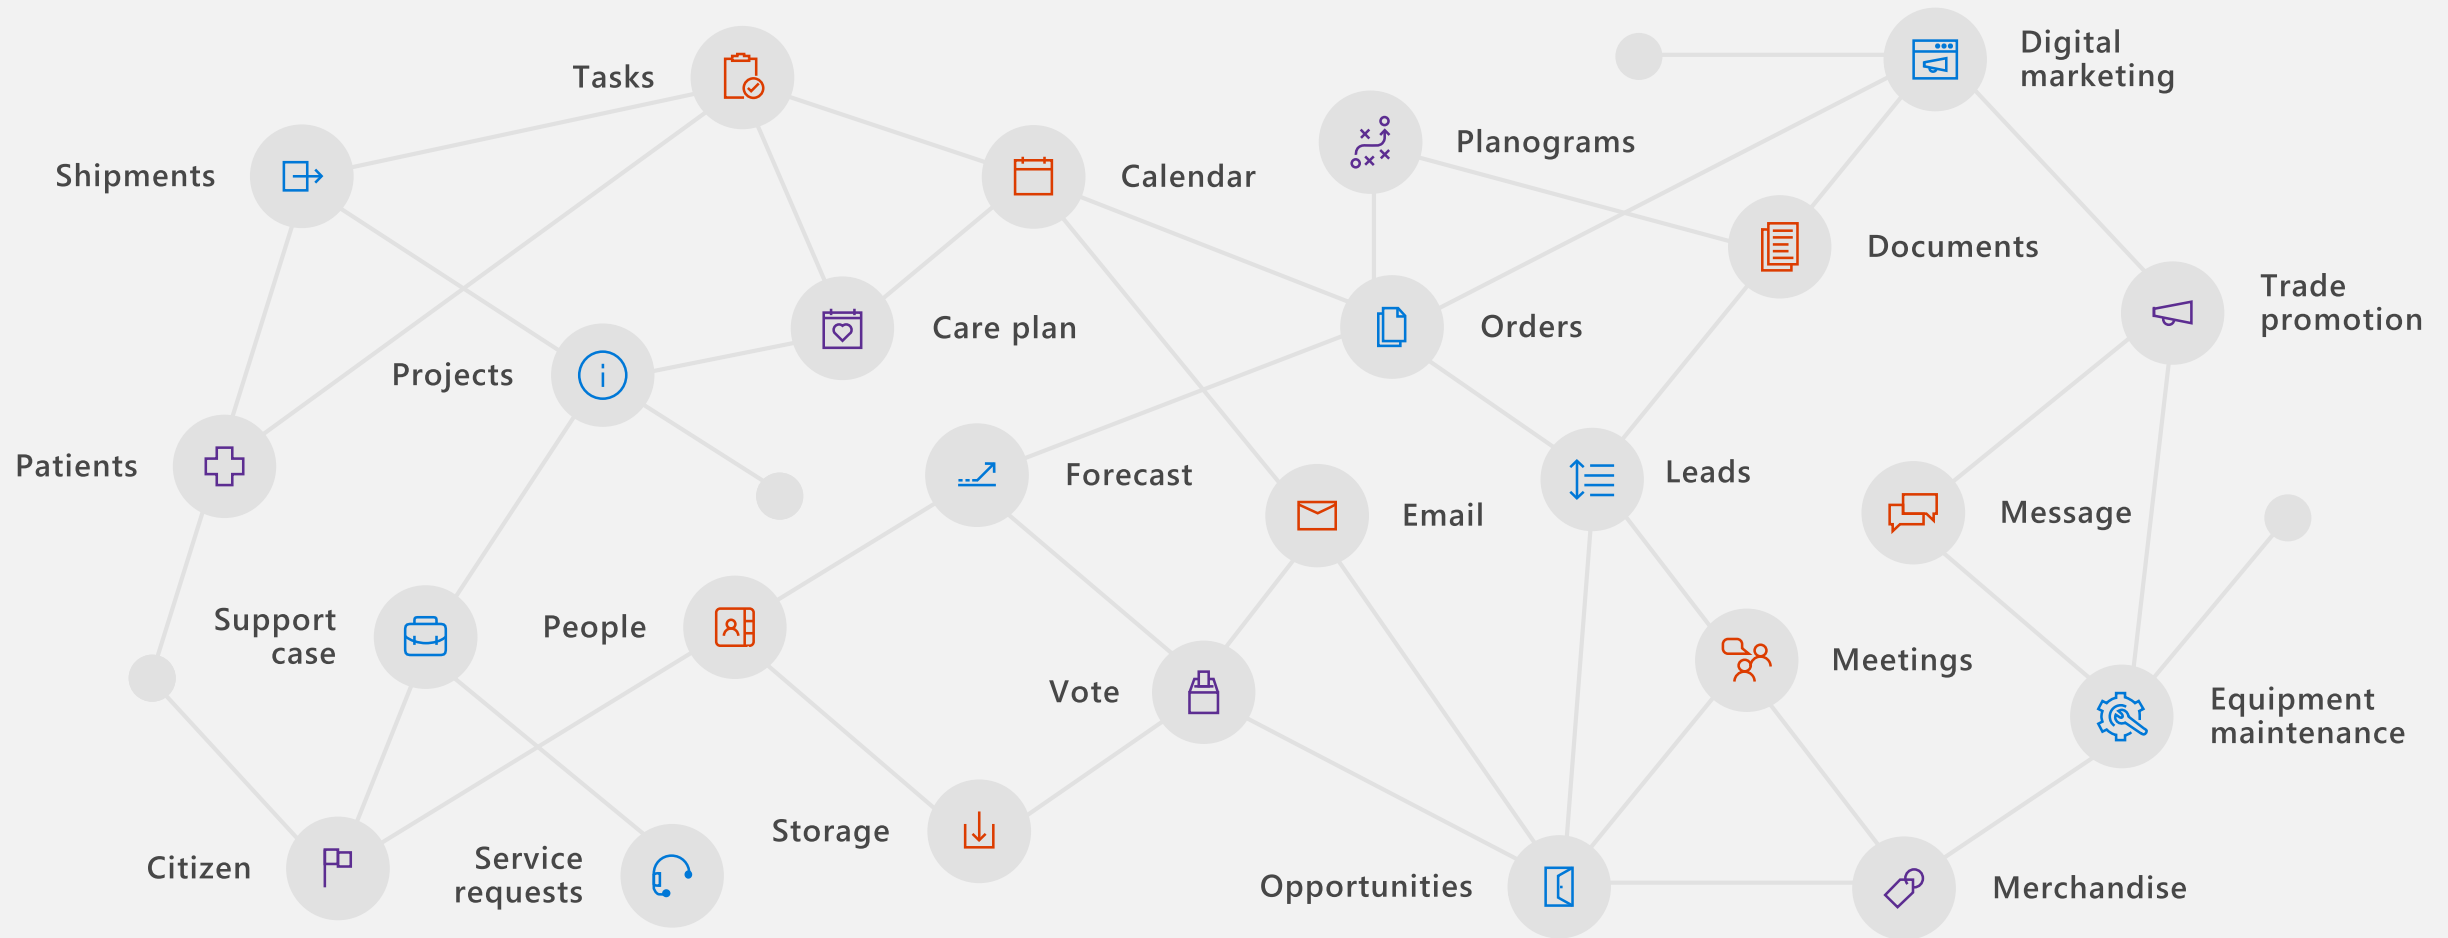 Tasks
Shipments
Calendar
Planograms
Digital
marketing
Documents
Trade
promotion
Care plan
Orders
Projects
Patients
Forecast
Email
Leads
Message
Support
case
People
Vote
Meetings
Equipment
maintenance
Citizen
Service
requests
Storage
Opportunities
Merchandise